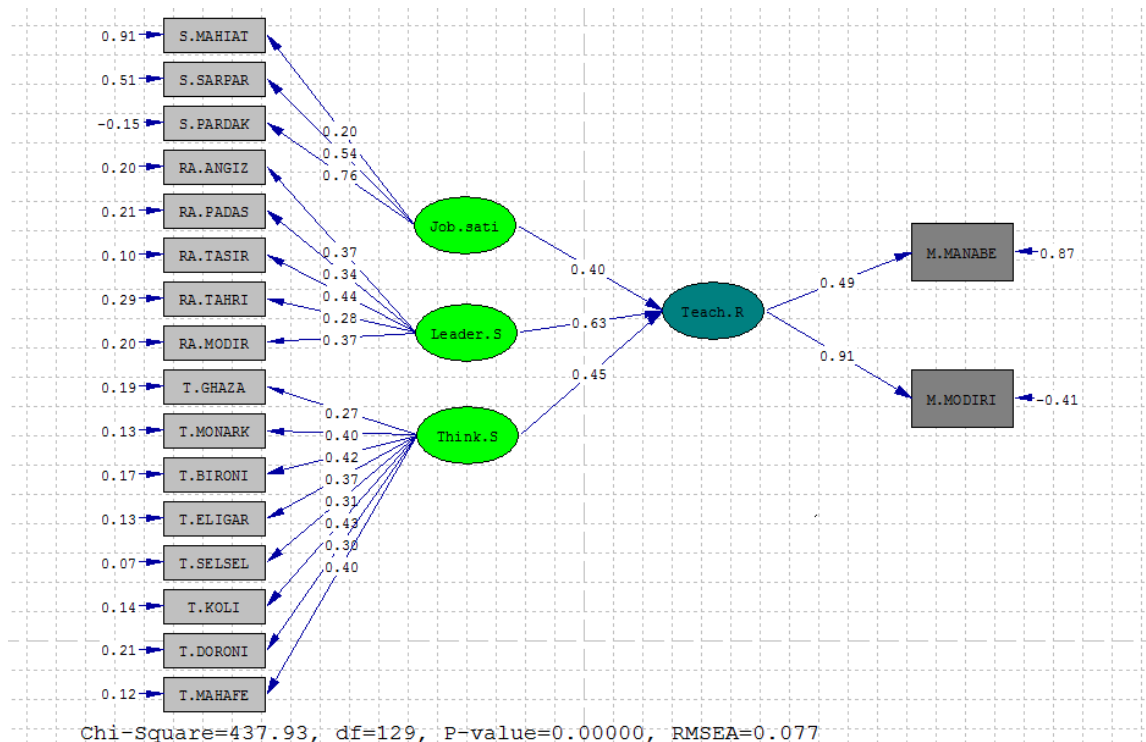 0.91 S.MAHIAT
0.51 S.SARPAR
-0.15 S.PARDAK
0.20 RA.ANGIZ
0.21 RA.PADAS
0.10 RA.TASIR
0.29 RA.TAHRI
0.20 RA.MODIR
0.19 T.GHAZA
0.13 T.MONARK
0.17 T.BIRONI
0.13 T.ELIGAR
0.07 T.SELSEL
0.14 T.KOLI
0.21 T.DORONI
0.12 T.MAHAFE
0.20
0.54
0.76
0.37
0.34
0.44
0.28
0.37
0.27
0.40
0.42
0.37
0.31
0.43
0.30
0.40
Job.sati
Leader.S
Think.S
0.40
0.63
0.45
Teach.R
0.49
0.91
M.MANABE 0.87
M.MODIRI -0.41
Chi-Square=437.93, df=129, P-value=0.00000, RMSEA=0.077